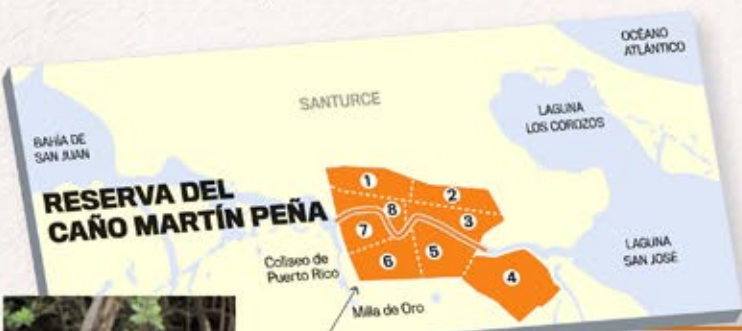 OCÉANO
ATLÁNTICO
SANTURCE
LAGUNA
LOS COROZOS
BAHÍA DE
SAN JUAN
RESERVA DEL
CAÑO MARTÍN PEÑA
1
2
8
3
7
6
5
4
LAGUNA
SAN JOSÉ
Coliseo de
Puerto Rico
Milla de Oro